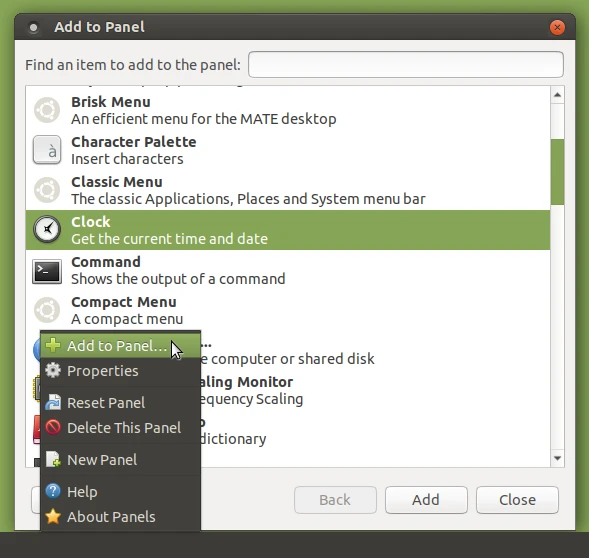 Add to Panel
Find an item to add to the panel:
Brisk Menu
An efficient menu for the MATE desktop
Character Palette
Insert characters
Classic Menu
The classic Applications, Places and System menu bar
Clock
Get the current time and date
Command
Shows the output of a command
Compact Menu
A compact menu
...
computer or shared disk
Scaling Monitor
Scaling
dictionary
Add to Panel...
Properties
Reset Panel
Delete This Panel
New Panel
Help
About Panels
Back
Add
Close